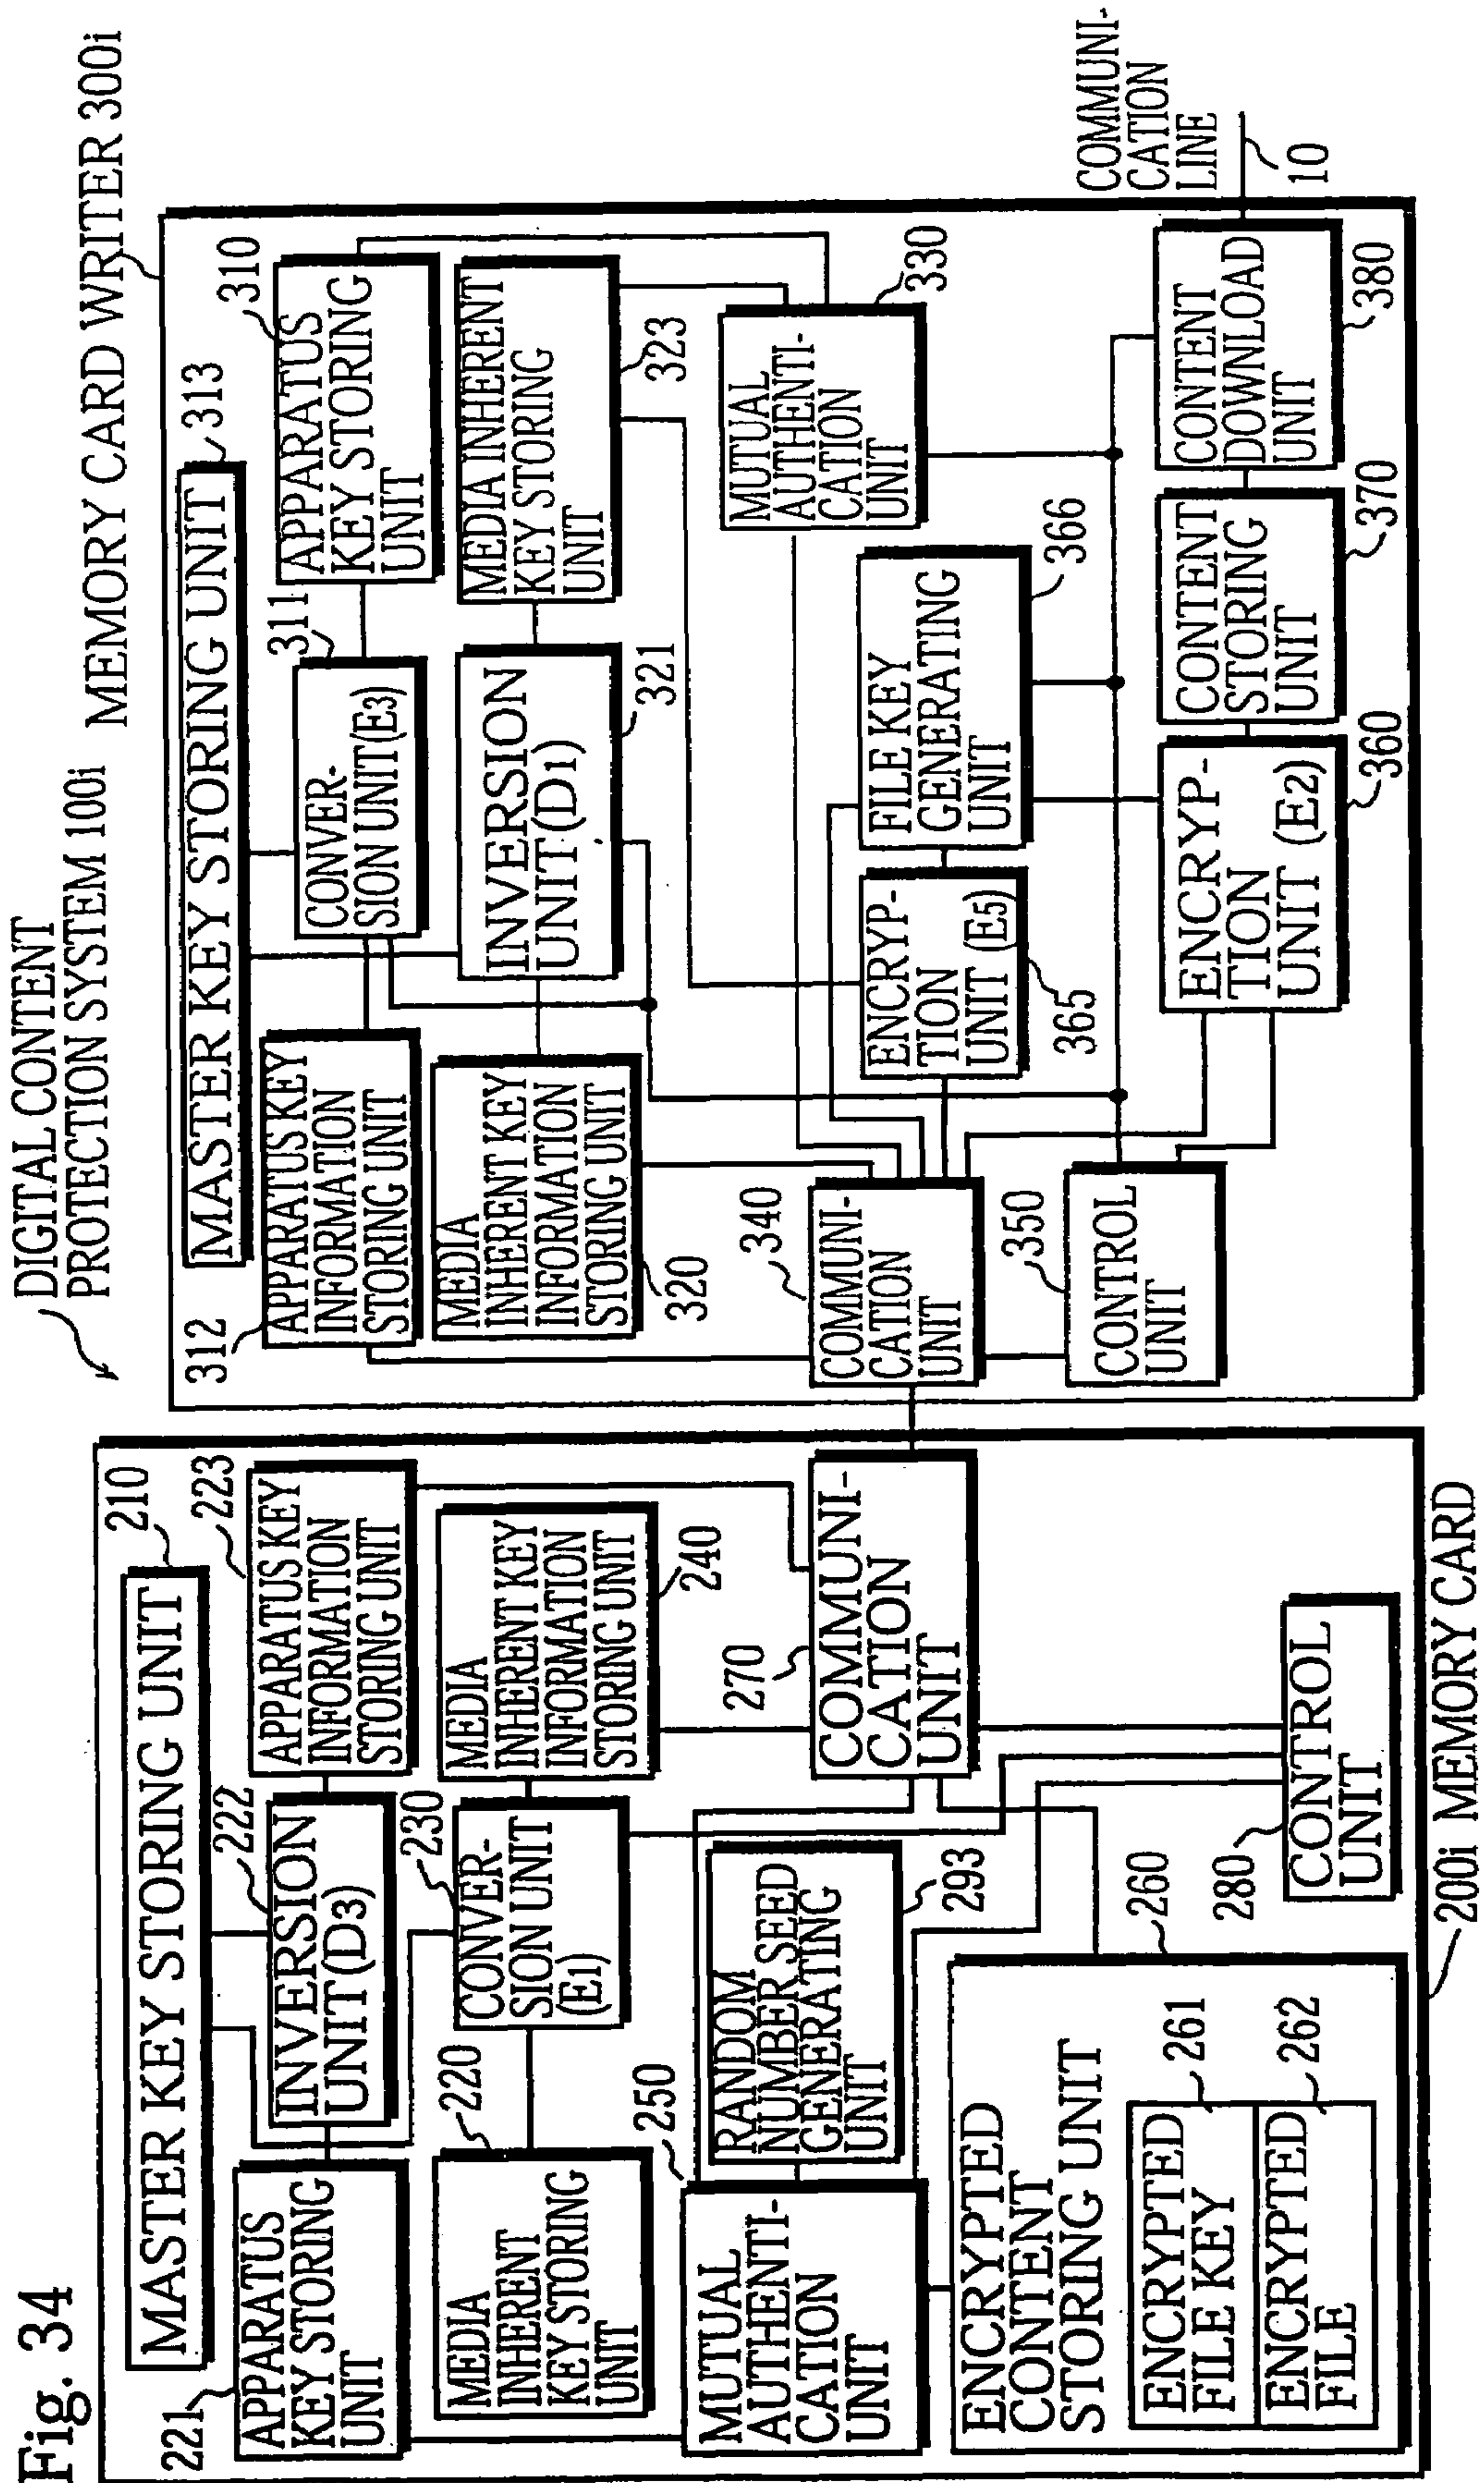 Fig. 34
DIGITAL CONTENT
PROTECTION SYSTEM 100i
MEMORY CARD WRITER 300i
210
MASTER KEY STORING UNIT
221
APPARATUS
KEY STORING
UNIT
222
INVERSION
UNIT (D3)
223
APPARATUS KEY
INFORMATION
STORING UNIT
220
MEDIA
INHERENT
KEY STORING
UNIT
230
CONVER-
SION UNIT
(E1)
MEDIA
INHERENT KEY
INFORMATION
STORING UNIT
240
250
MUTUAL
AUTHENTI-
CATION
UNIT
RANDOM
NUMBER SEED
GENERATING
UNIT
293
270
COMMUNI-
CATION
UNIT
260
ENCRYPTED
CONTENT
STORING UNIT
261
ENCRYPTED
FILE KEY
262
ENCRYPTED
FILE
280
CONTROL
UNIT
200i MEMORY CARD
MASTER KEY STORING UNIT
313
312
APPARATUS KEY
INFORMATION
STORING UNIT
311
CONVER-
SION UNIT(E3)
310
APPARATUS
KEY STORING
UNIT
MEDIA
INHERENT KEY
INFORMATION
STORING UNIT
320
INVERSION
UNIT(D1)
321
MEDIA INHERENT
KEY STORING
UNIT
323
MUTUAL
AUTHENTI-
CATION
UNIT
330
340
COMMUNI-
CATION
UNIT
ENCRYP-
TION
UNIT (E5)
365
FILE KEY
GENERATING
UNIT
366
350
CONTROL
UNIT
ENCRYP-
TION
UNIT (E2)
360
CONTENT
STORING
UNIT
370
CONTENT
DOWNLOAD
UNIT
380
COMMUNI-
CATION
LINE
10